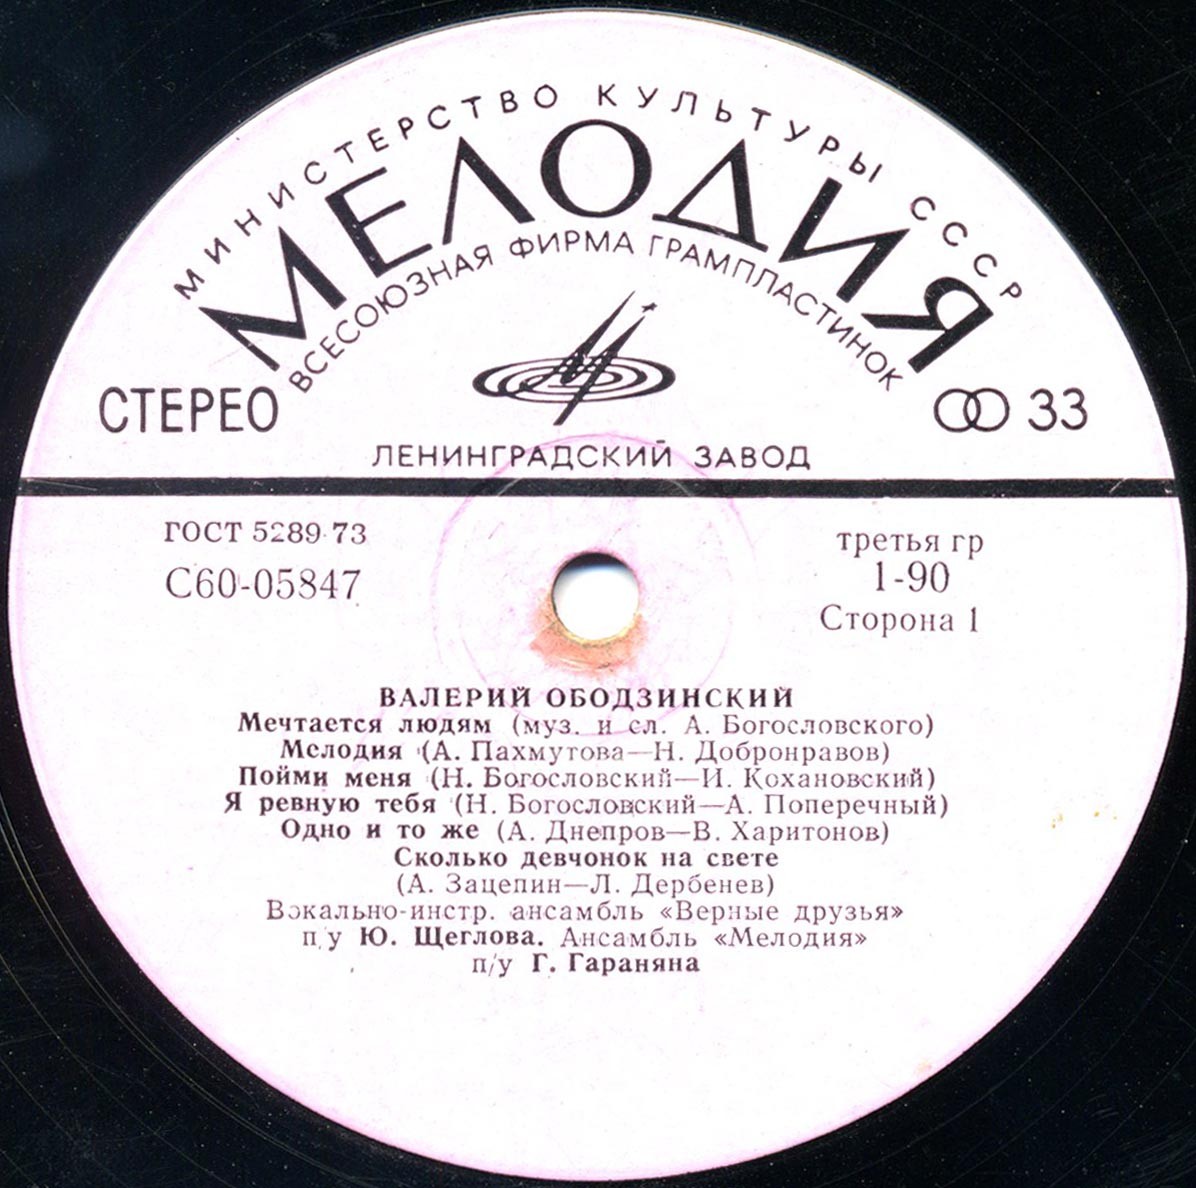 МИНИСТЕРСТВО КУЛЬТУРЫ СССР
МЕЛОДИЯ
ВСЕСОЮЗНАЯ ФИРМА ГРАМПЛАСТИНОК
СТЕРЕО
33
ЛЕНИНГРАДСКИЙ ЗАВОД
ГОСТ 5289-73
С60-05847
третья гр
1-90
Сторона 1
ВАЛЕРИЙ ОБОДЗИНСКИЙ
Мечтается людям (муз. и сл. А. Богословского)
Мелодия (А. Пахмутова—Н. Добронравов)
Пойми меня (Н. Богословский—И. Кохановский)
Я ревную тебя (Н. Богословский—А. Поперечный)
Одно и то же (А. Днепров—В. Харитонов)
Сколько девчонок на свете
(А. Зацепин—Л. Дербенев)
Вокально-инстр. ансамбль «Верные друзья»
п/у Ю. Щеглова. Ансамбль «Мелодия»
п/у Г. Гараняна